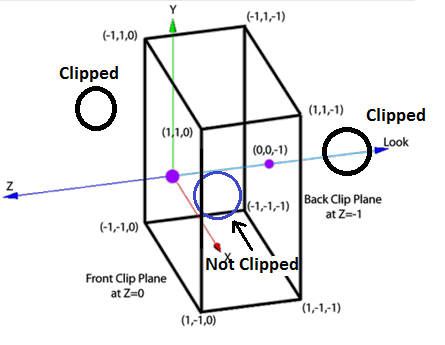 Y
(-1,1,-1)
(-1,1,0)
Clipped
(1,1,-1)
Clipped
(1,1,0)
(0,0,-1)
Look
Z
Back Clip Plane
at Z=-1
(-1,-1,-1)
(-1,-1,0)
X
Not Clipped
Front Clip Plane
at Z=0
(1,-1,-1)
(1,-1,0)